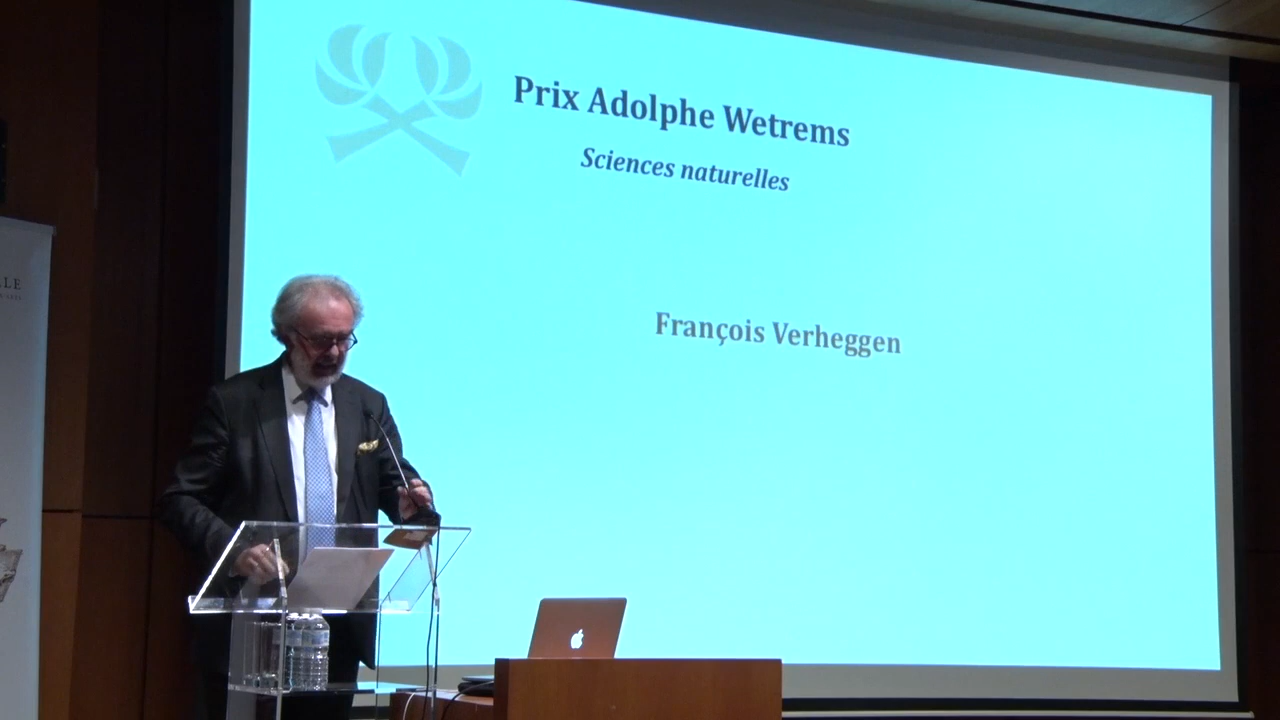 Prix Adolphe Wetrems
Sciences naturelles
François Verheggen